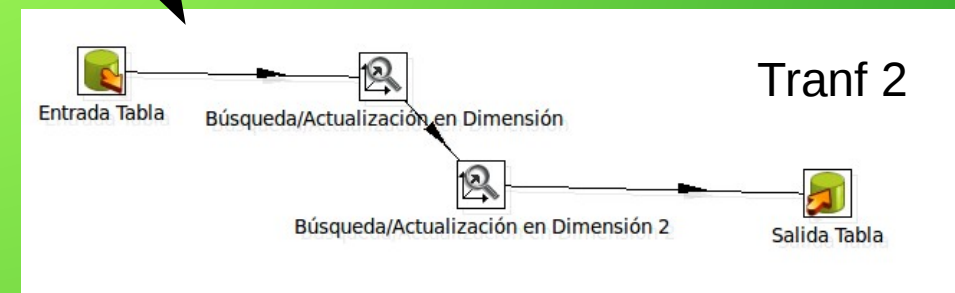 Tranf 2
Entrada Tabla
Búsqueda/Actualización en Dimensión
Búsqueda/Actualización en Dimensión 2
Salida Tabla